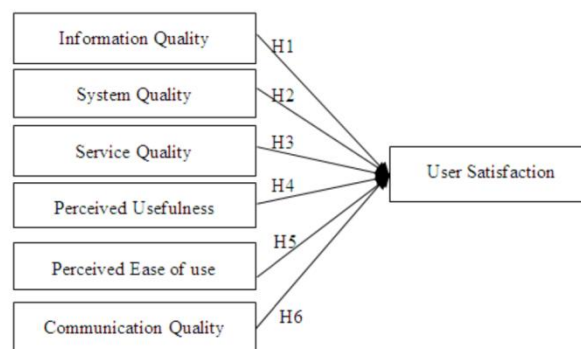 Information Quality
H1
System Quality
H2
Service Quality
H3
Perceived Usefulness
H4
Perceived Ease of use
H5
Communication Quality
H6
User Satisfaction